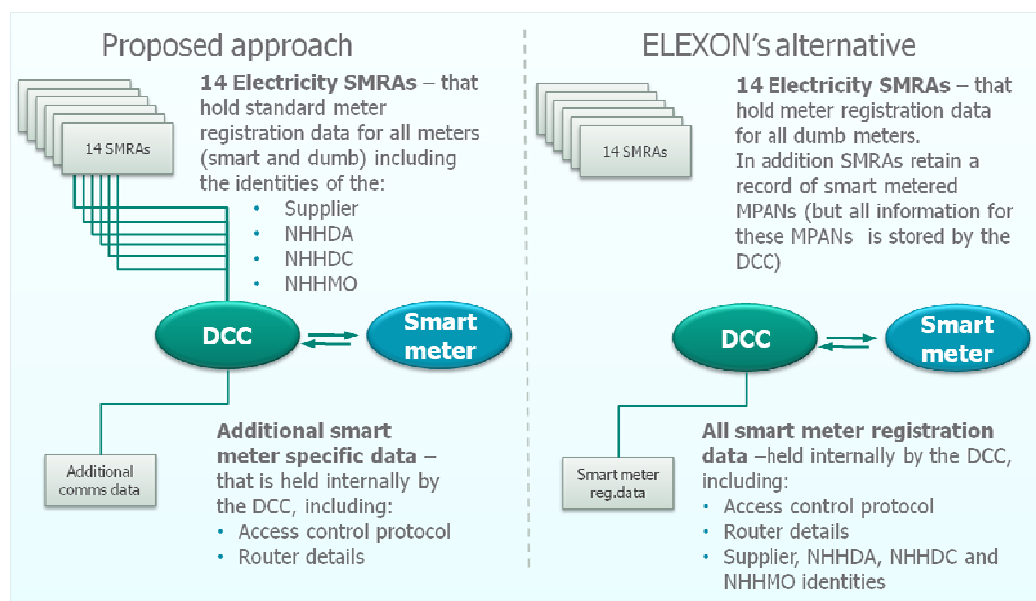 Proposed approach
14 SMRAs
14 Electricity SMRAs – that
hold standard meter
registration data for all meters
(smart and dumb) including
the identities of the:
• Supplier
• NHHDA
• NHHDC
• NHHMO
DCC
Smart
meter
Additional
comms data
Additional smart
meter specific data –
that is held internally by
the DCC, including:
• Access control protocol
• Router details
ELEXON's alternative
14 SMRAs
14 Electricity SMRAs – that
hold meter registration data
for all dumb meters.
In addition SMRAs retain a
record of smart metered
MPANs (but all information for
these MPANs is stored by the
DCC)
DCC
Smart
meter
Smart meter
reg.data
All smart meter registration
data –held internally by the DCC,
including:
• Access control protocol
• Router details
• Supplier, NHHDA, NHHDC and
NHHMO identities